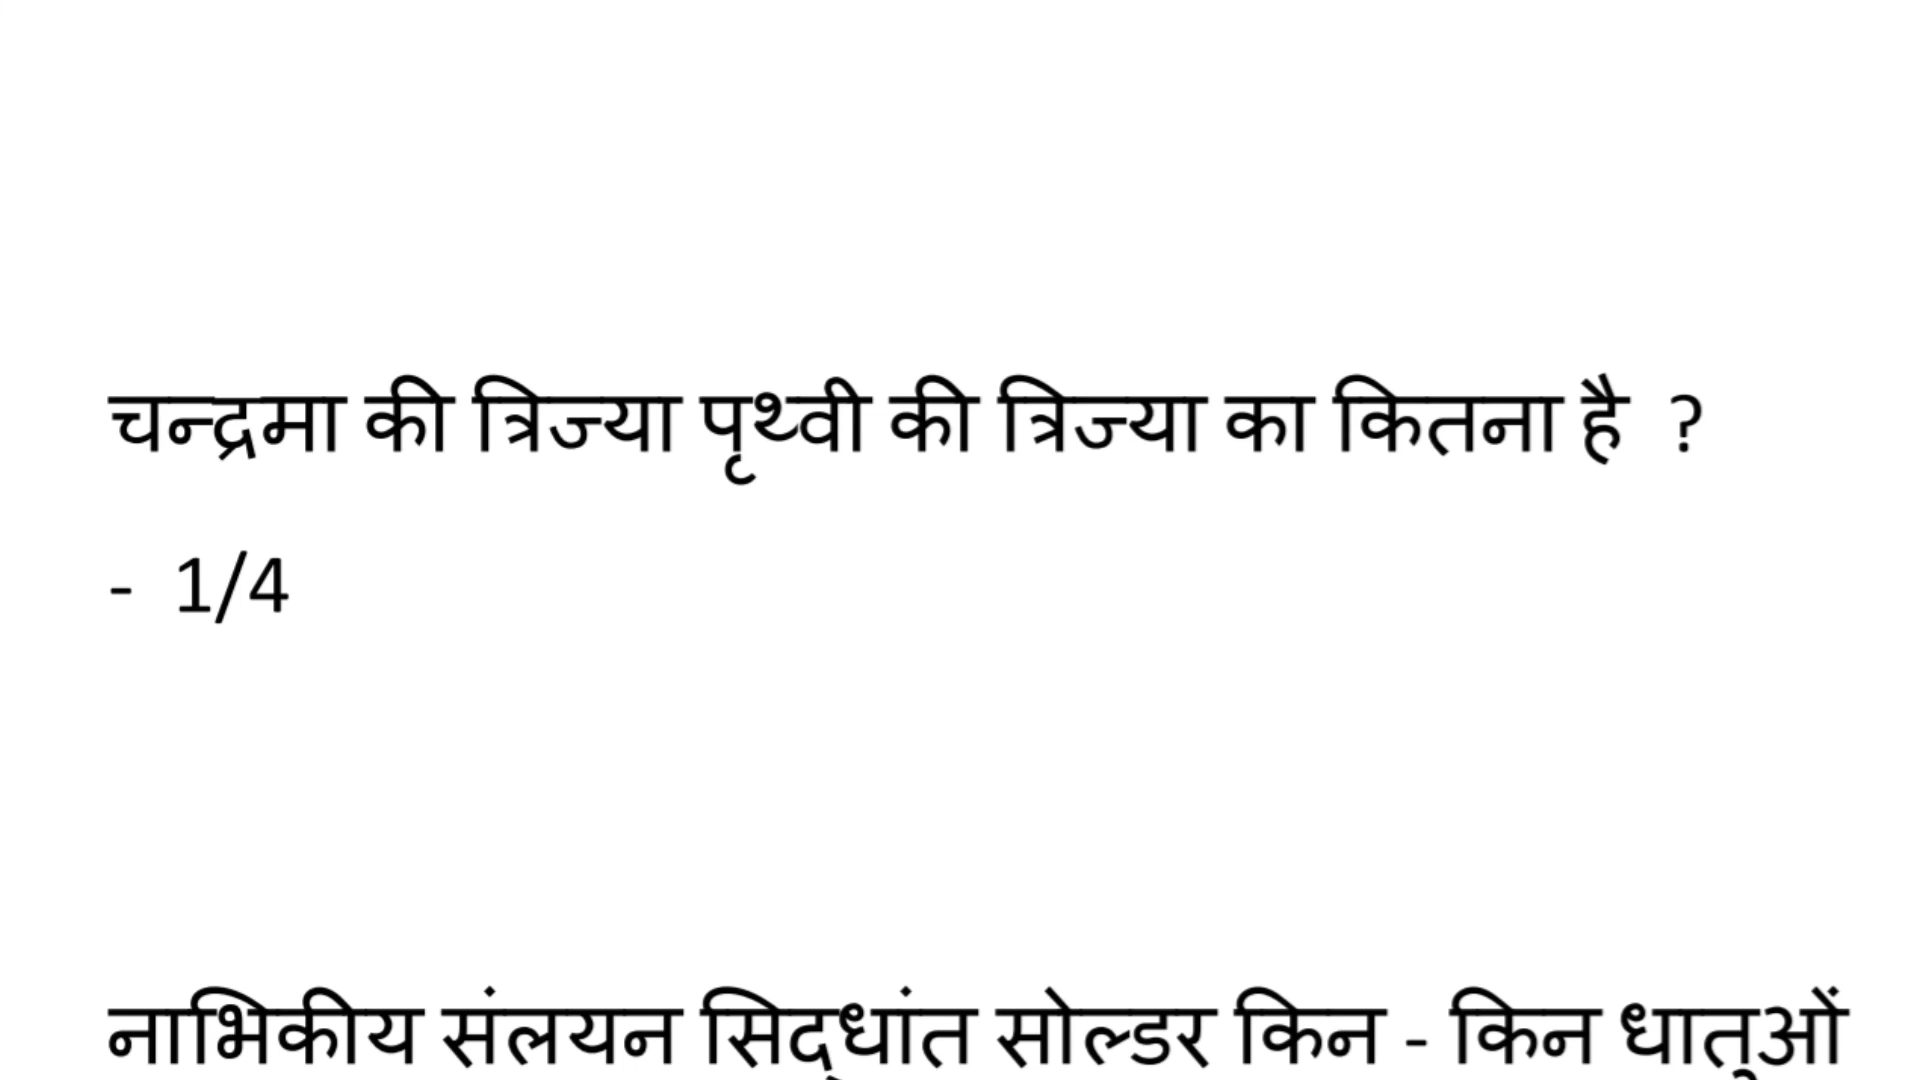 चन्द्रमा की त्रिज्या पृथ्वी की त्रिज्या का कितना है  ?
-  1/4
नाभिकीय संलयन सिद्धांत सोल्डर किन - किन धातुओं